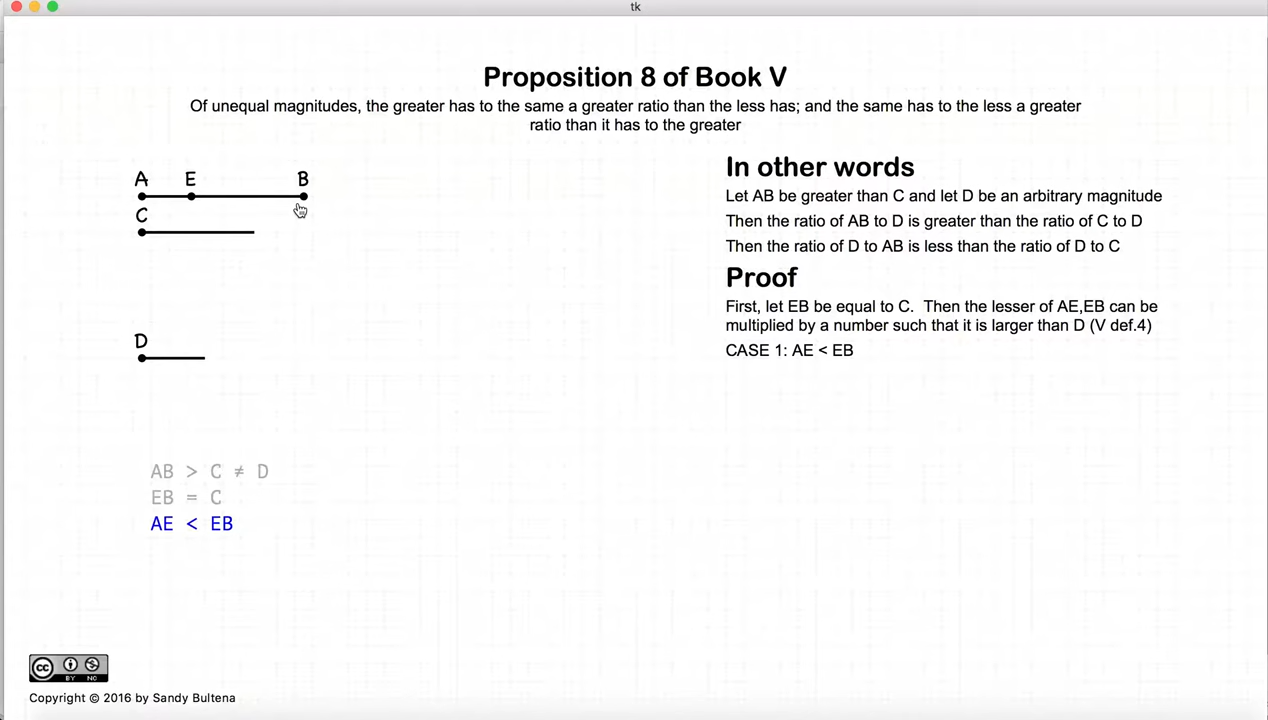 tk
Proposition 8 of Book V
Of unequal magnitudes, the greater has to the same a greater ratio than the less has; and the same has to the less a greater
ratio than it has to the greater
A E B
C
D
AB > C ≠ D
EB = C
AE < EB
In other words
Let AB be greater than C and let D be an arbitrary magnitude
Then the ratio of AB to D is greater than the ratio of C to D
Then the ratio of D to AB is less than the ratio of D to C
Proof
First, let EB be equal to C. Then the lesser of AE,EB can be
multiplied by a number such that it is larger than D (V def.4)
CASE 1: AE < EB
cc BY NC
Copyright © 2016 by Sandy Bultena